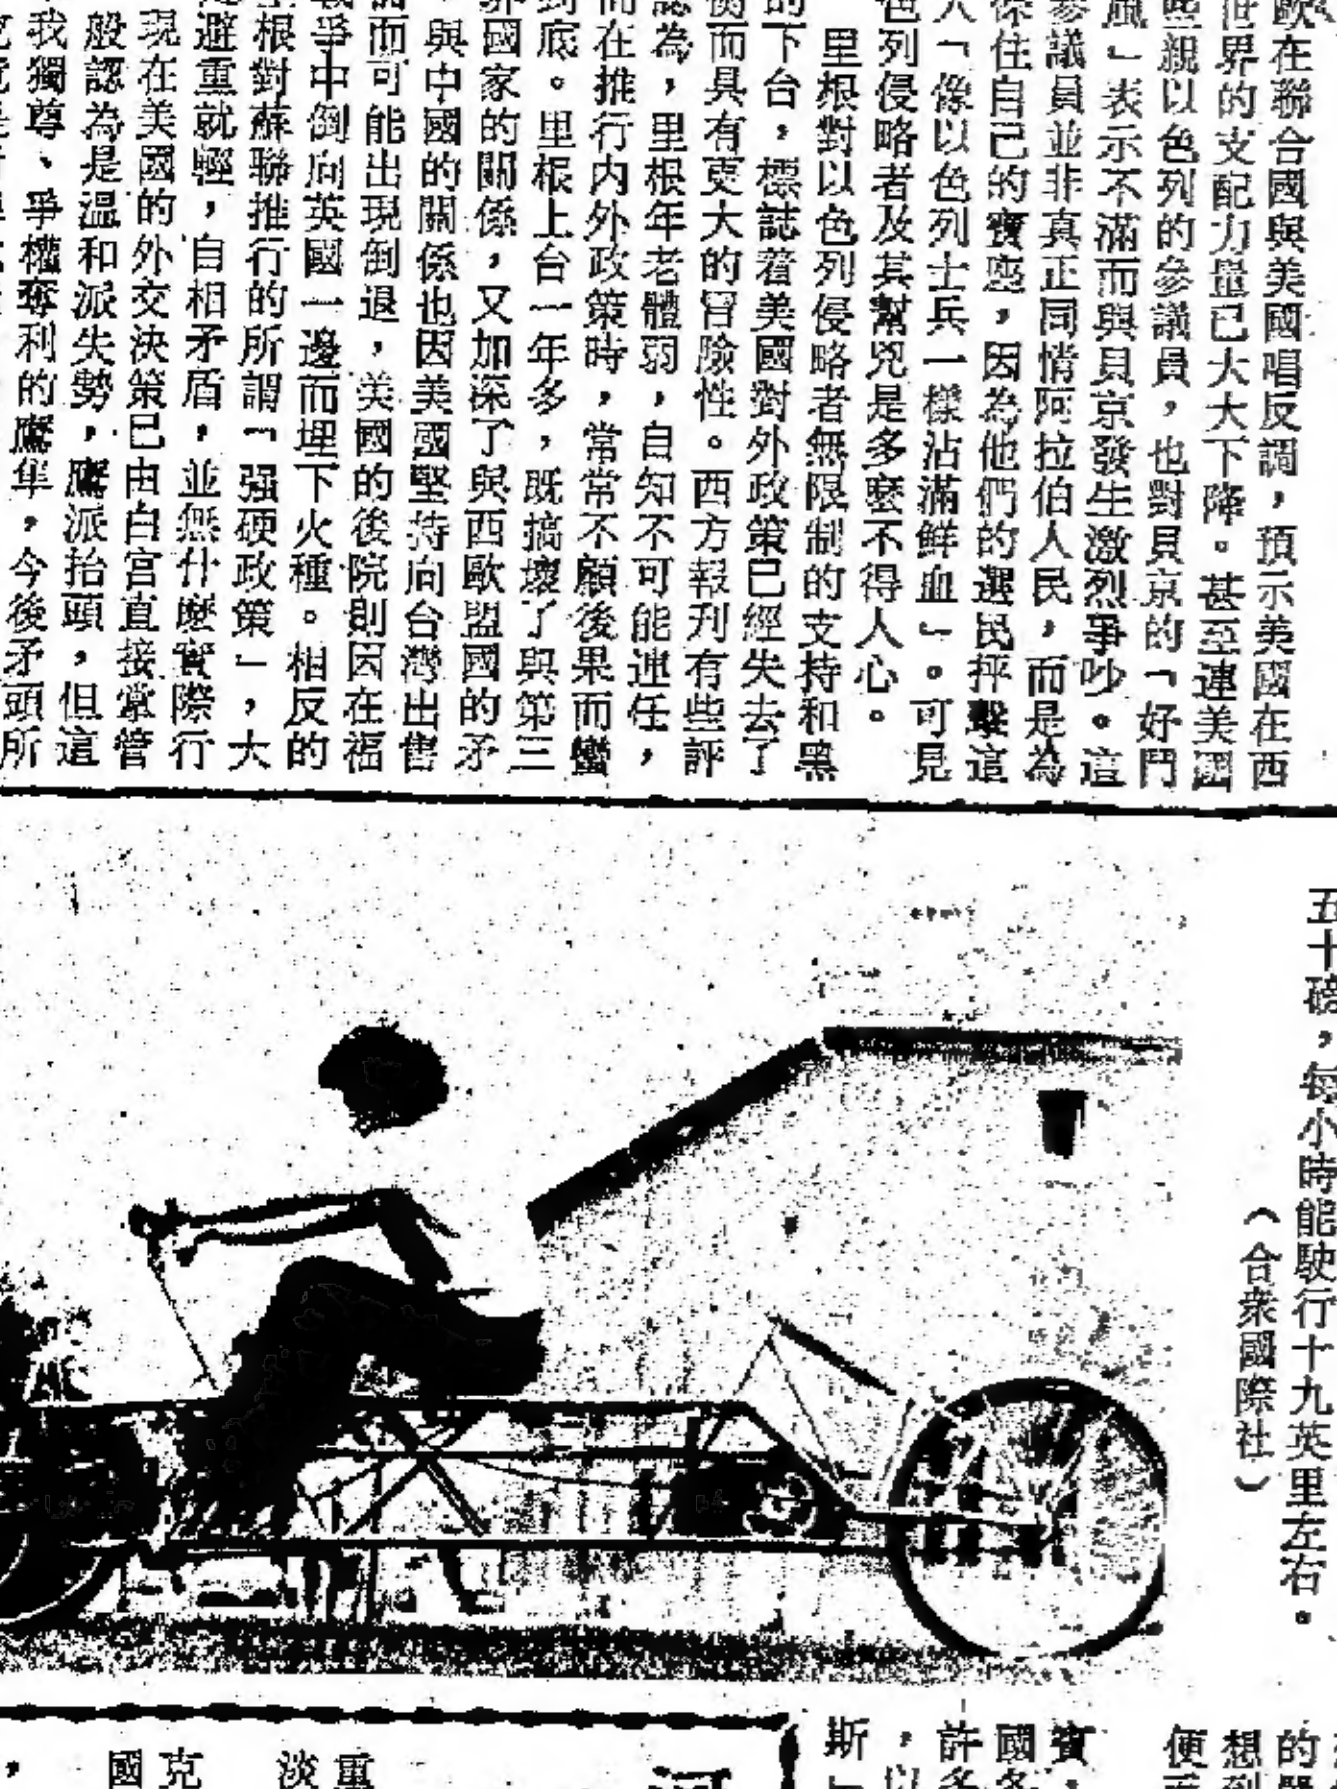 歐在聯合國與美國唱反調，預示美國在西
世界的支配力量已大大下降。甚至連美國
些親以色列的參議員，也對貝京的「好鬥
風」表示不滿而與貝京發生激烈爭吵。這
參議員並非真正同情阿拉伯人民，而是為
保住自己的寶座，因為他們的選民抨擊這
人「像以色列士兵一樣沾滿鮮血」。可見
色列侵略者及其幫兇是多麼不得人心。
里根對以色列侵略者無限制的支持和黑
的下台，標誌着美國對外政策已經失去了
衡而具有更大的冒險性。西方報刊有些評
認為，里根年老體弱，自知不可能連任，
而在推行內外政策時，常常不顧後果而蠻
到底。里根上台一年多，既搞壞了與第三
界國家的關係，又加深了與西歐盟國的矛
，與中國的關係也因美國堅持向台灣出售
而可能出現倒退，美國的後院則因在福
戰爭中倒向英國一邊而埋下火種。相反的
根對蘇聯推行的所謂「强硬政策」，大
避重就輕，自相矛盾，並無什麼實際行
現在美國的外交決策已由白宮直接掌管
般認為是溫和派失勢，鷹派抬頭，但這
我獨尊、爭權奪利的鷹隼，今後矛頭所
五十磅，每小時能駛行十九英里左右。
（合衆國際社）
的
想
便
賓，
國多
許多
，以
斯
重
淡
克
國
，